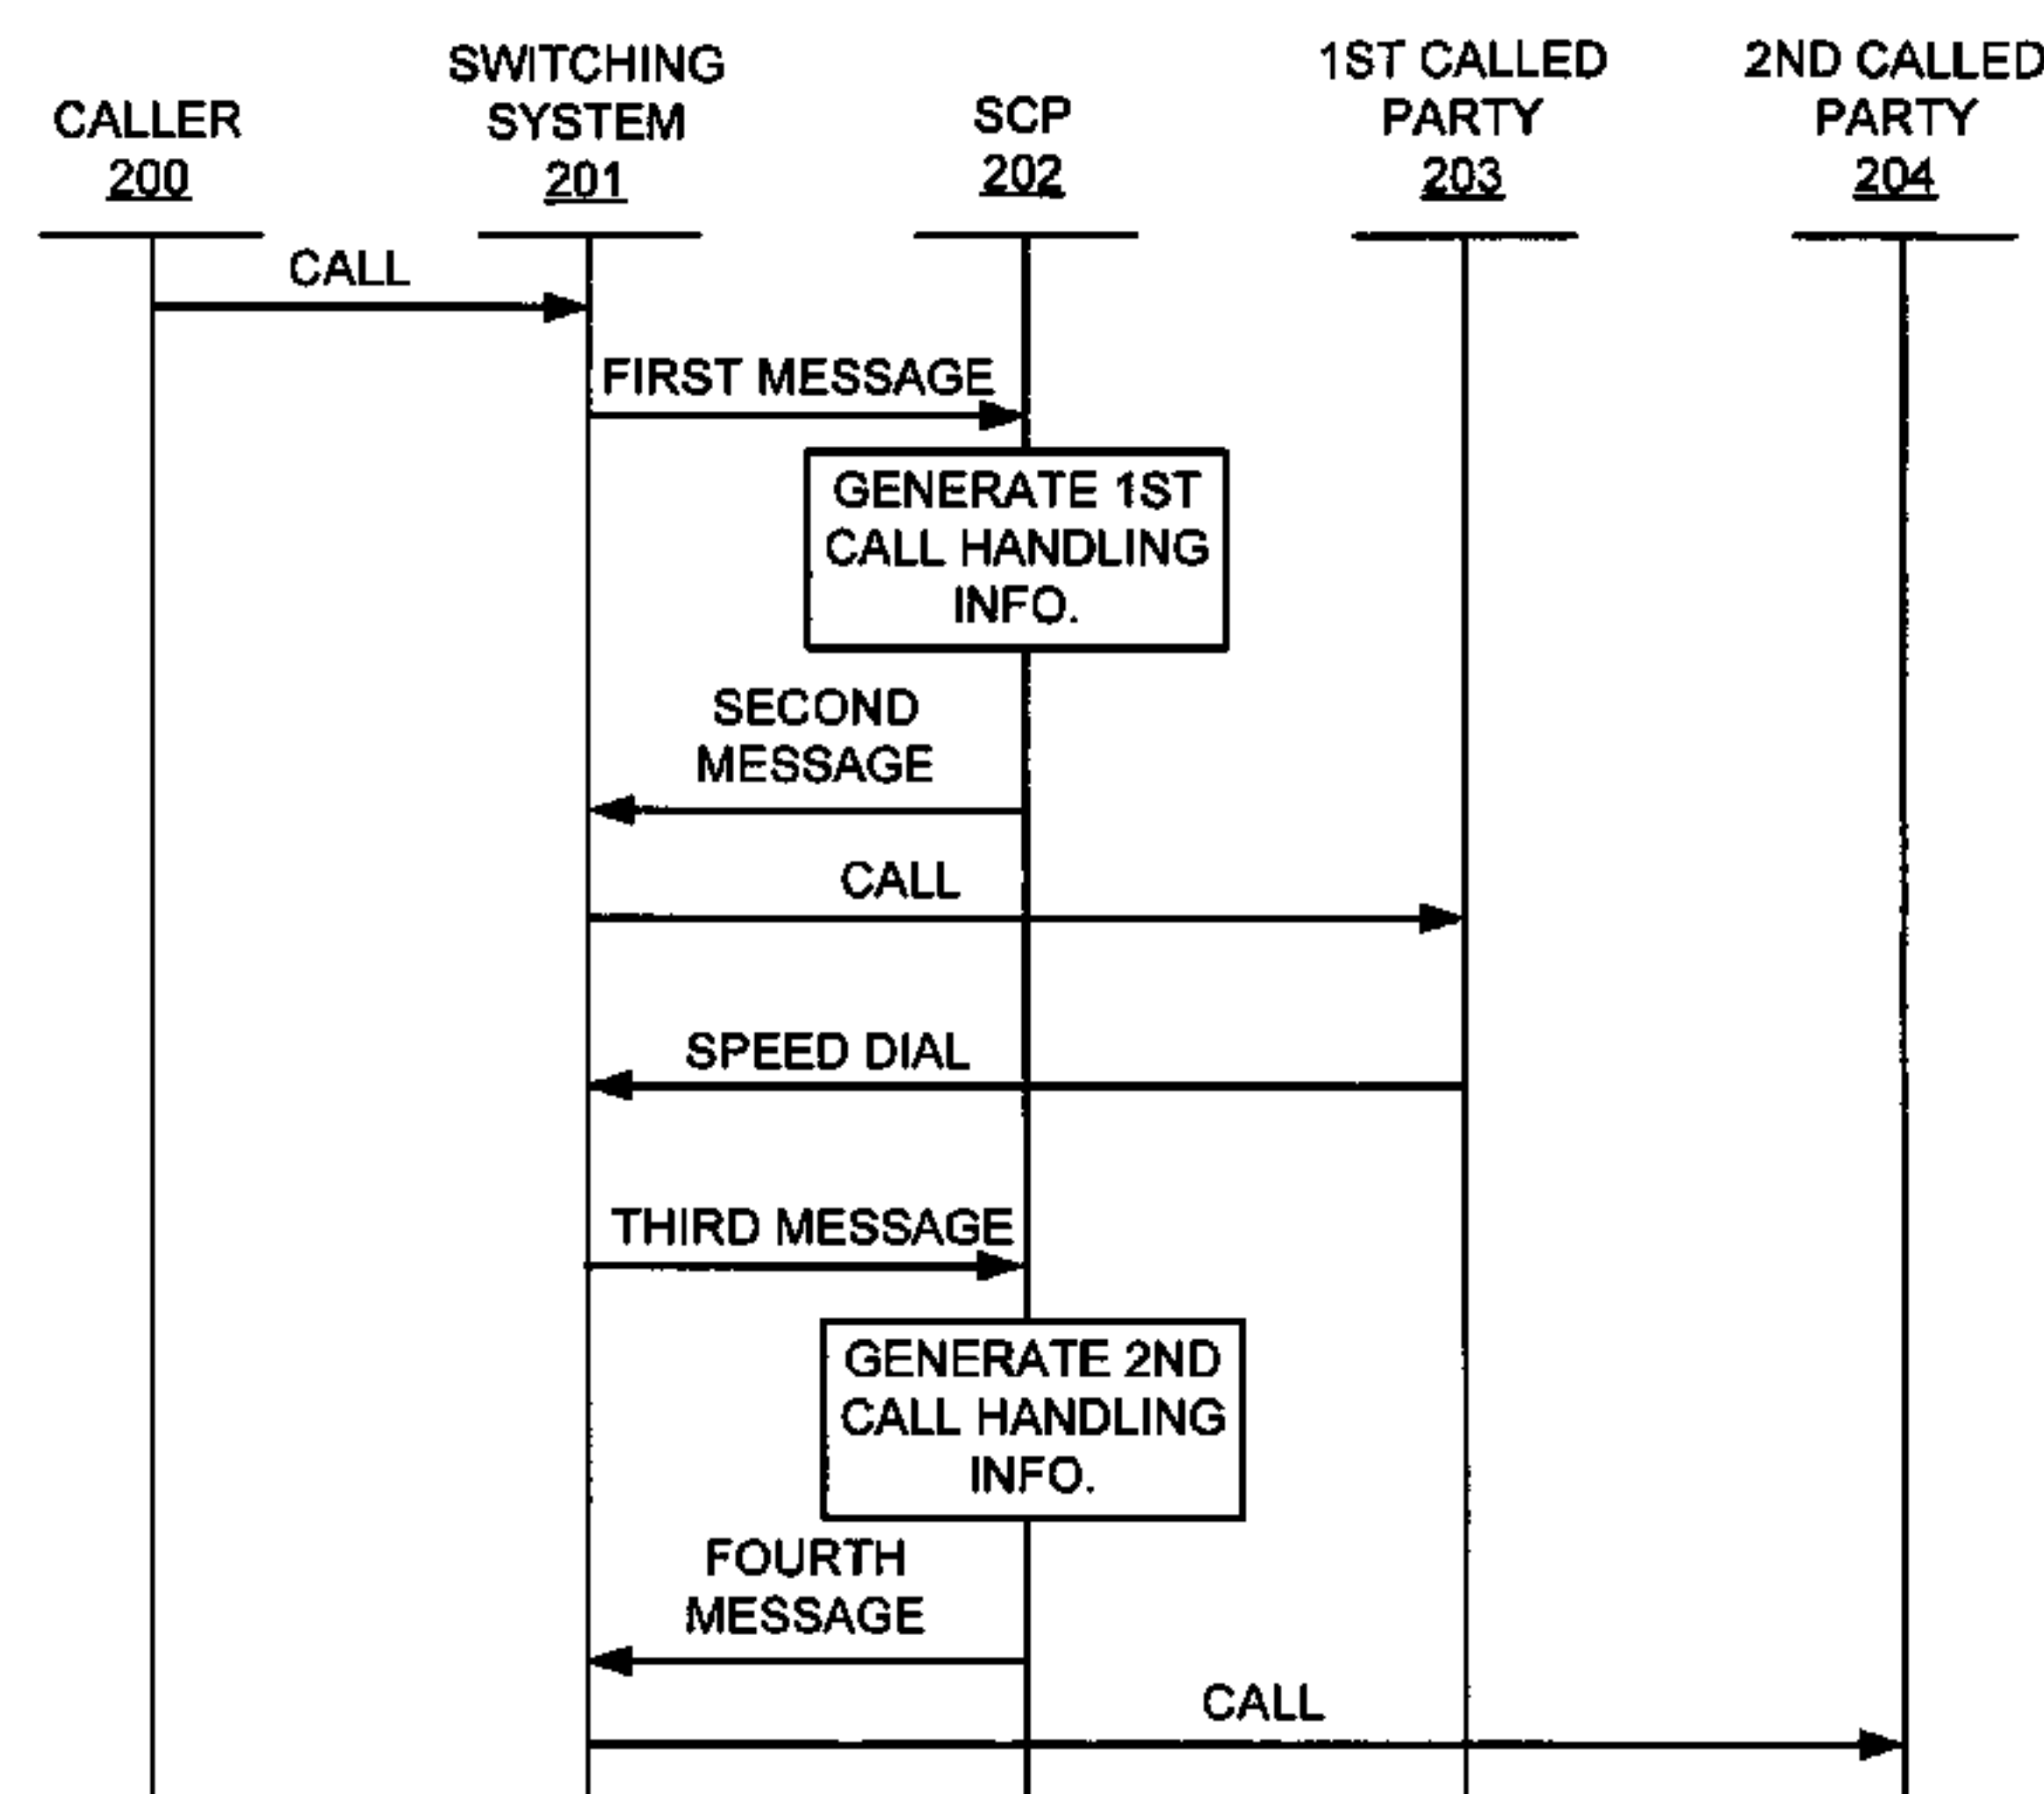 CALLER
200
SWITCHING
SYSTEM
201
SCP
202
1ST CALLED
PARTY
203
2ND CALLED
PARTY
204
CALL
FIRST MESSAGE
GENERATE 1ST
CALL HANDLING
INFO.
SECOND
MESSAGE
CALL
SPEED DIAL
THIRD MESSAGE
GENERATE 2ND
CALL HANDLING
INFO.
FOURTH
MESSAGE
CALL